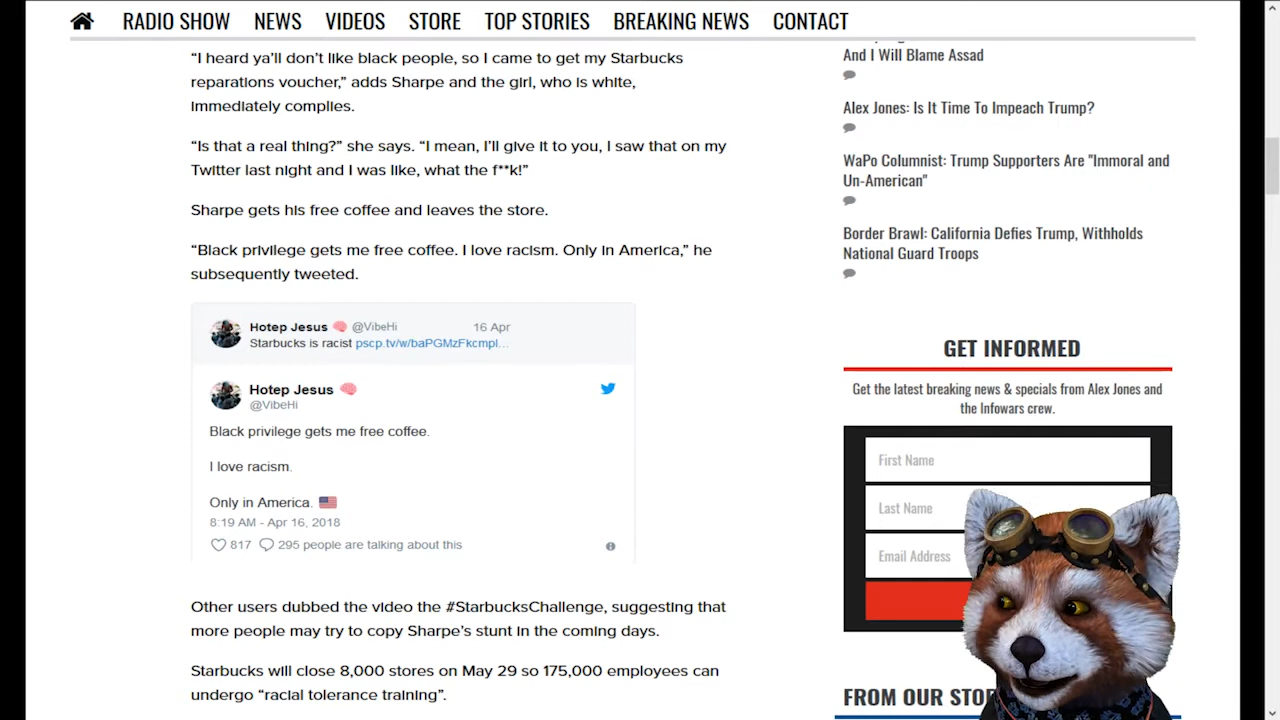 RADIO SHOW NEWS VIDEOS STORE TOP STORIES BREAKING NEWS CONTACT
“I heard ya’ll don’t like black people, so I came to get my Starbucks
reparations voucher,” adds Sharpe and the girl, who is white,
immediately complies.
“Is that a real thing?” she says. “I mean, I’ll give it to you, I saw that on my
Twitter last night and I was like, what the f**k!”
Sharpe gets his free coffee and leaves the store.
“Black privilege gets me free coffee. I love racism. Only in America,” he
subsequently tweeted.
Hotep Jesus @VibeHi 16 Apr
Starbucks is racist pscp.tv/w/baPGMzFkcmpl…
Hotep Jesus
@VibeHi
Black privilege gets me free coffee.
I love racism.
Only in America.
8:19 AM - Apr 16, 2018
817 295 people are talking about this
Other users dubbed the video the #StarbucksChallenge, suggesting that
more people may try to copy Sharpe’s stunt in the coming days.
Starbucks will close 8,000 stores on May 29 so 175,000 employees can
undergo “racial tolerance training”.
And I Will Blame Assad
Alex Jones: Is It Time To Impeach Trump?
WaPo Columnist: Trump Supporters Are "Immoral and
Un-American"
Border Brawl: California Defies Trump, Withholds
National Guard Troops
GET INFORMED
Get the latest breaking news & specials from Alex Jones and
the Infowars crew.
First Name
Last Name
Email Address
FROM OUR STO